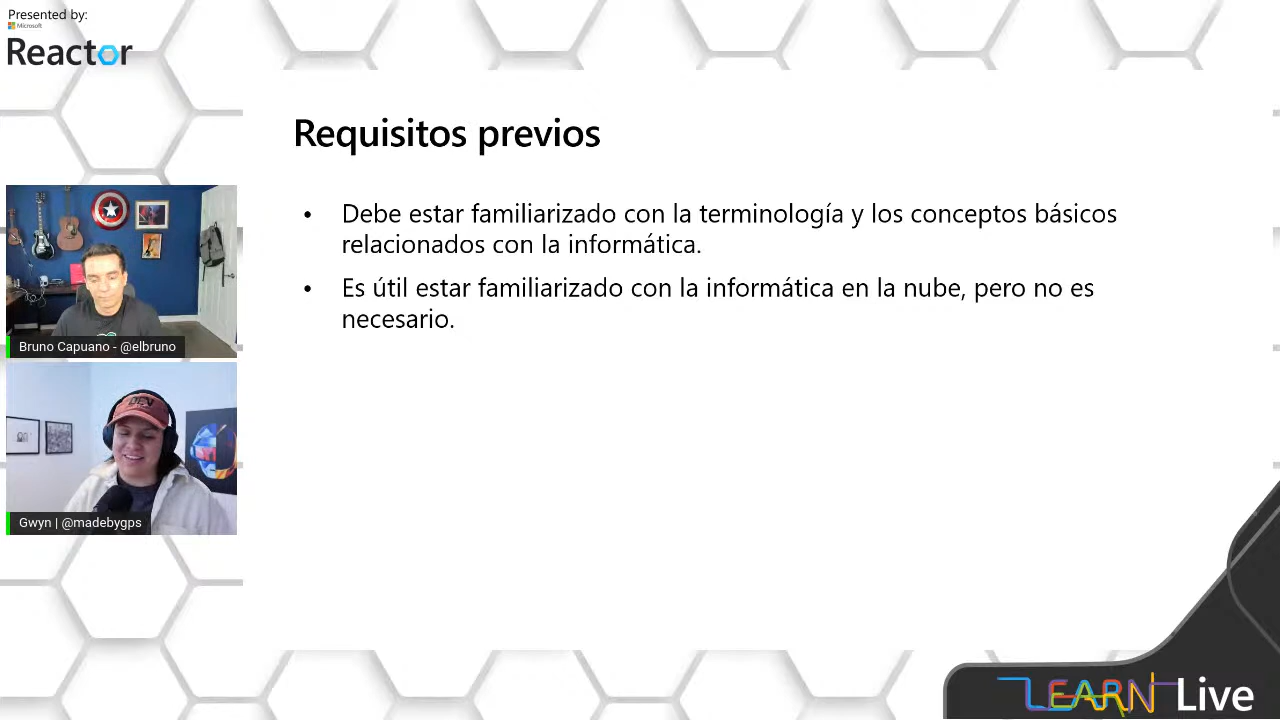 Presented by:
Microsoft
Reactor
Requisitos previos
• Debe estar familiarizado con la terminología y los conceptos básicos
relacionados con la informática.
• Es útil estar familiarizado con la informática en la nube, pero no es
necesario.
Bruno Capuano - @elbruno
DEV
Gwyn | @madebygps
LEARN Live